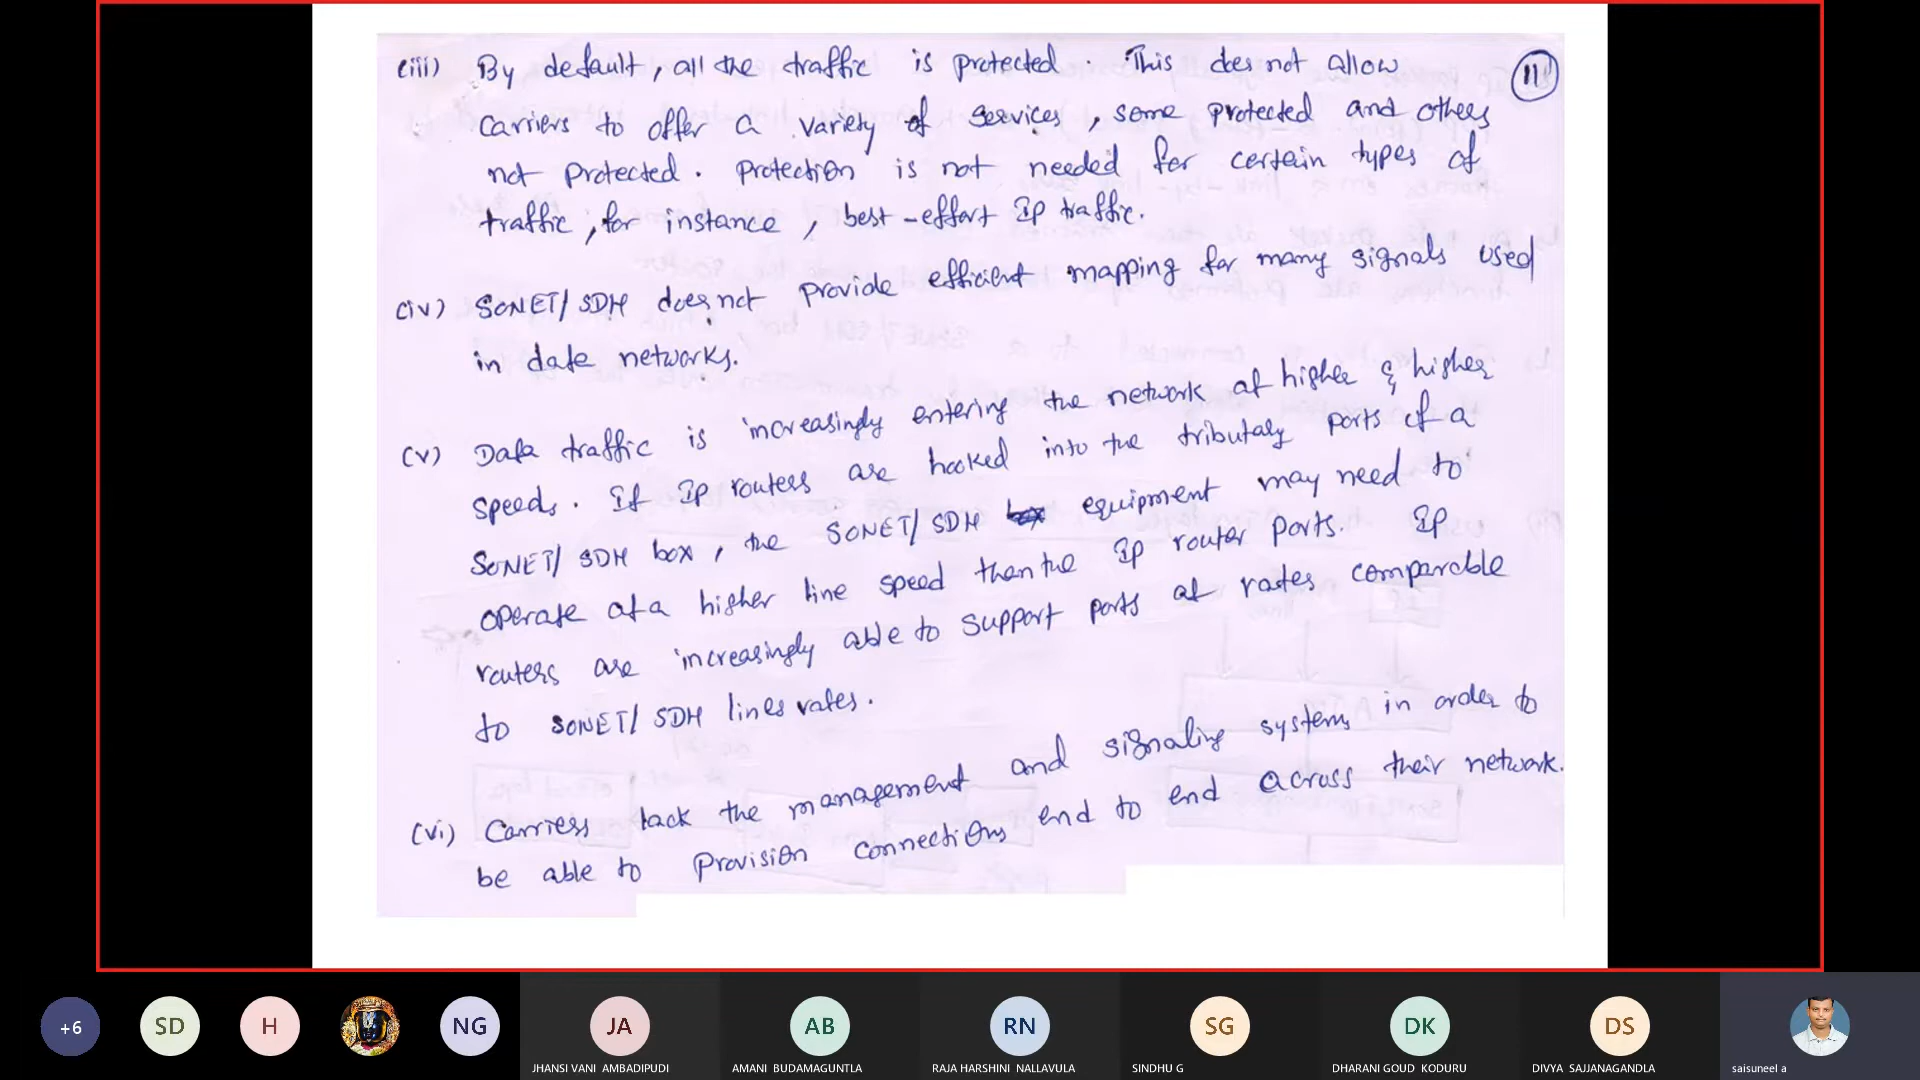 (iii) By default, all the traffic is protected. This does not allow
11
carriers to offer a variety of services, some protected and others
not protected. protection is not needed for certain types of
traffic, for instance, best-effort IP traffic.
(iv) SONET/SDH does not provide efficient mapping for many signals used
in data networks.
(v) Data traffic is increasingly entering the network at higher & higher
speeds. If IP routers are hooked into the tributary ports of a
SONET/SDH box, the SONET/SDH equipment may need to
operate at a higher line speed than the IP router ports. IP
routers are increasingly able to support ports at rates comparable
to SONET/SDH lines rates.
(vi) Carriers lack the management and signaling systems in order to
be able to provision connections end to end across their network.
+6
SD
H
NG
JA
AB
RN
SG
DK
DS
JHANSI VANI AMBADIPUDI
AMANI BUDAMAGUNTLA
RAJA HARSHINI NALLAVULA
SINDHU G
DHARANI GOUD KODURU
DIVYA SAJJANAGANDLA
saisuneel a